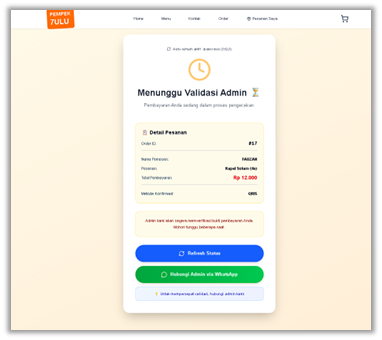 PEMPEK
7ULU
Home
Menu
Kontak
Order
Pesanan Saya
Menunggu Validasi Admin
Pembayaran Anda sedang dalam proses pengecekan
Detail Pesanan
Order ID
#17
Nama Pemesan:
Pesanan:
Kapal Selam (4x)
Total Pembayaran:
Rp 12.000
Metode Konfirmasi:
QRIS
Admin kami akan segera memverifikasi bukti pembayaran Anda.
Mohon tunggu beberapa saat.
Refresh Status
Hubungi Admin via WhatsApp
Untuk mempercepat validasi, hubungi admin kami